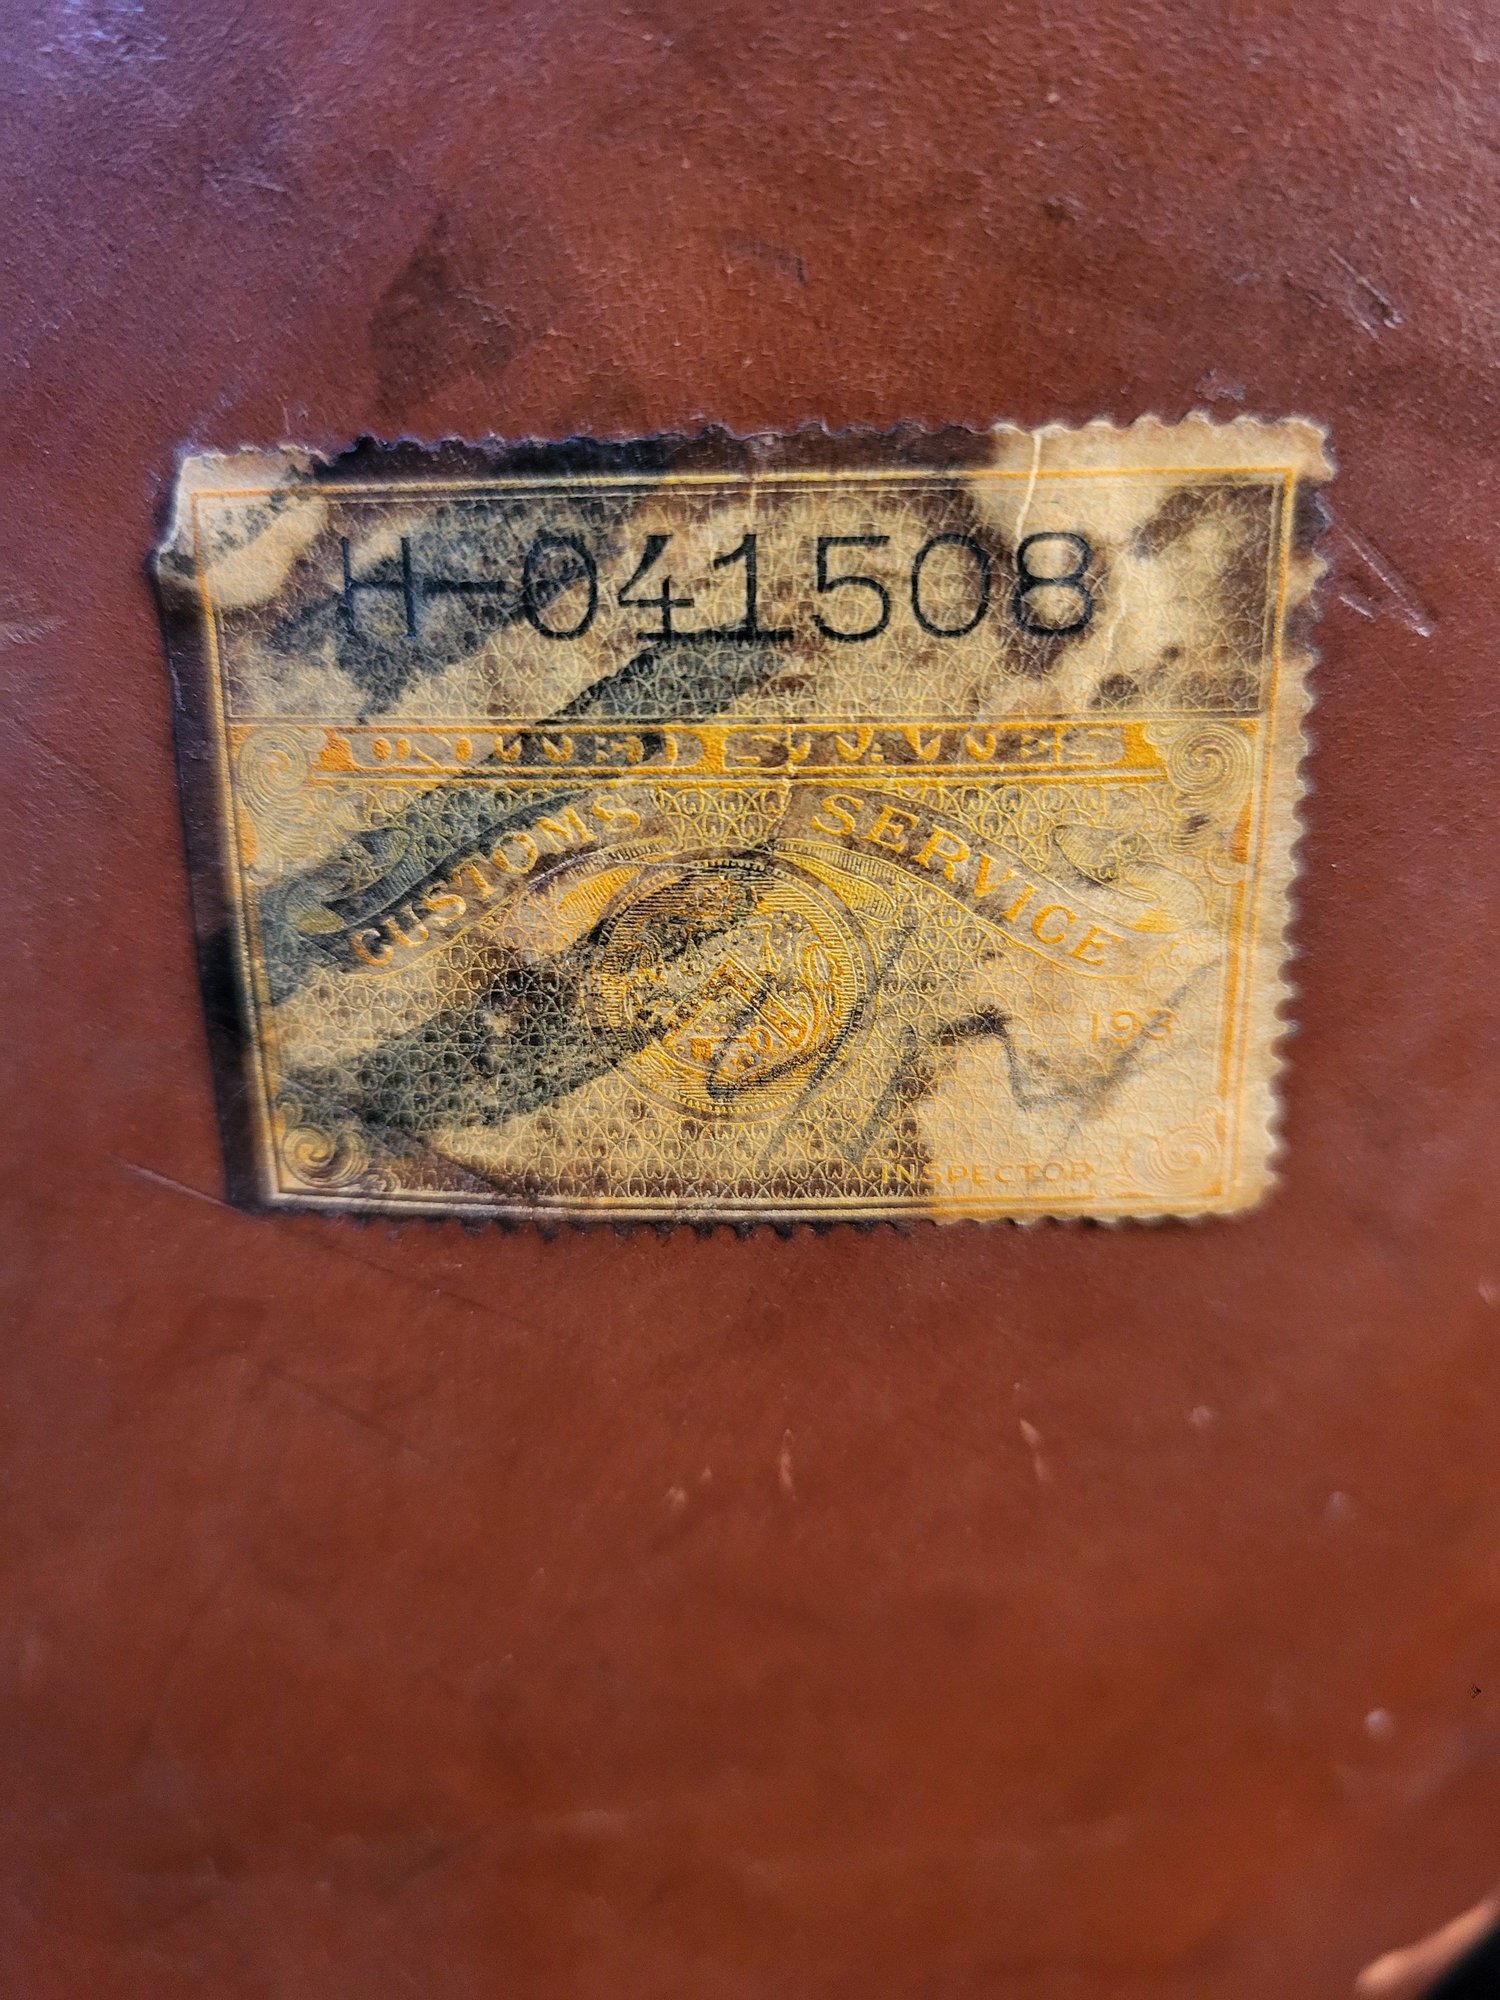 H-041508
UNITED STATES
CUSTOMS SERVICE
193
INSPECTOR